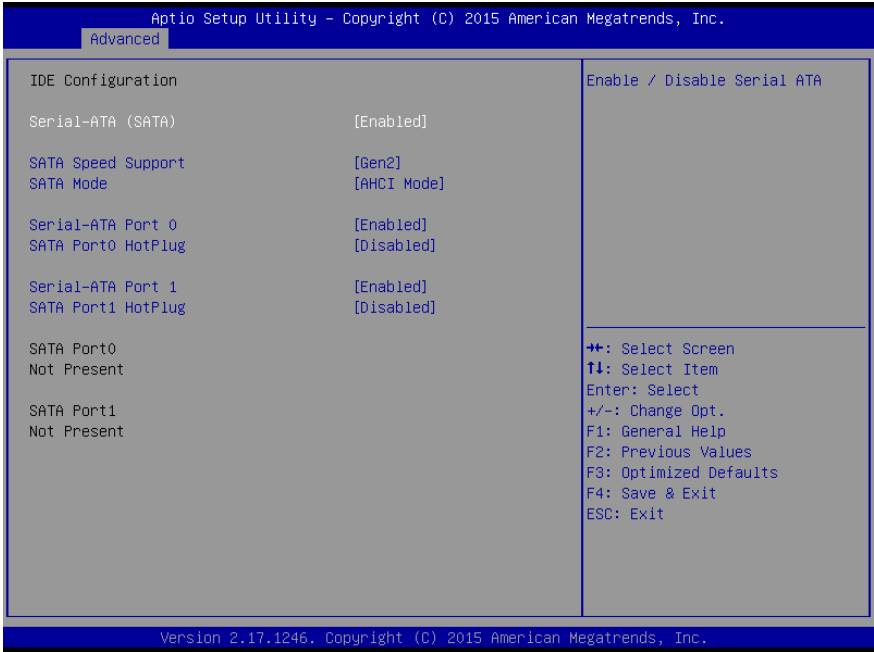 Aptio Setup Utility – Copyright (C) 2015 American Megatrends, Inc.
Advanced
IDE Configuration
Serial-ATA (SATA) [Enabled]
SATA Speed Support [Gen2]
SATA Mode [AHCI Mode]
Serial-ATA Port 0 [Enabled]
SATA Port0 HotPlug [Disabled]
Serial-ATA Port 1 [Enabled]
SATA Port1 HotPlug [Disabled]
SATA Port0
Not Present
SATA Port1
Not Present
Enable / Disable Serial ATA
→←: Select Screen
↑↓: Select Item
Enter: Select
+/-: Change Opt.
F1: General Help
F2: Previous Values
F3: Optimized Defaults
F4: Save & Exit
ESC: Exit
Version 2.17.1246. Copyright (C) 2015 American Megatrends, Inc.